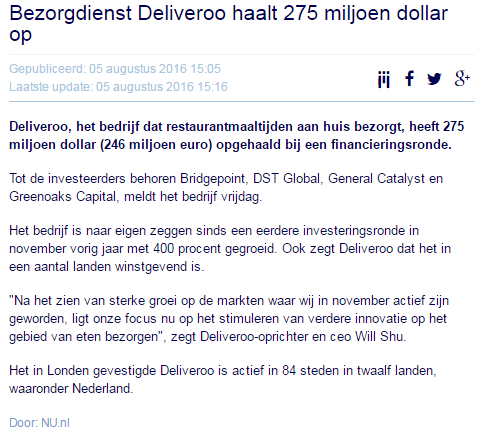 Bezorgdienst Deliveroo haalt 275 miljoen dollar
op
Gepubliceerd: 05 augustus 2016 15:05
Laatste update: 05 augustus 2016 15:16
Deliveroo, het bedrijf dat restaurantmaaltijden aan huis bezorgt, heeft 275
miljoen dollar (246 miljoen euro) opgehaald bij een financieringsronde.
Tot de investeerders behoren Bridgepoint, DST Global, General Catalyst en
Greenoaks Capital, meldt het bedrijf vrijdag.
Het bedrijf is naar eigen zeggen sinds een eerdere investeringsronde in
november vorig jaar met 400 procent gegroeid. Ook zegt Deliveroo dat het in
een aantal landen winstgevend is.
"Na het zien van sterke groei op de markten waar wij in november actief zijn
geworden, ligt onze focus nu op het stimuleren van verdere innovatie op het
gebied van eten bezorgen", zegt Deliveroo-oprichter en ceo Will Shu.
Het in Londen gevestigde Deliveroo is actief in 84 steden in twaalf landen,
waaronder Nederland.
Door: NU.nl